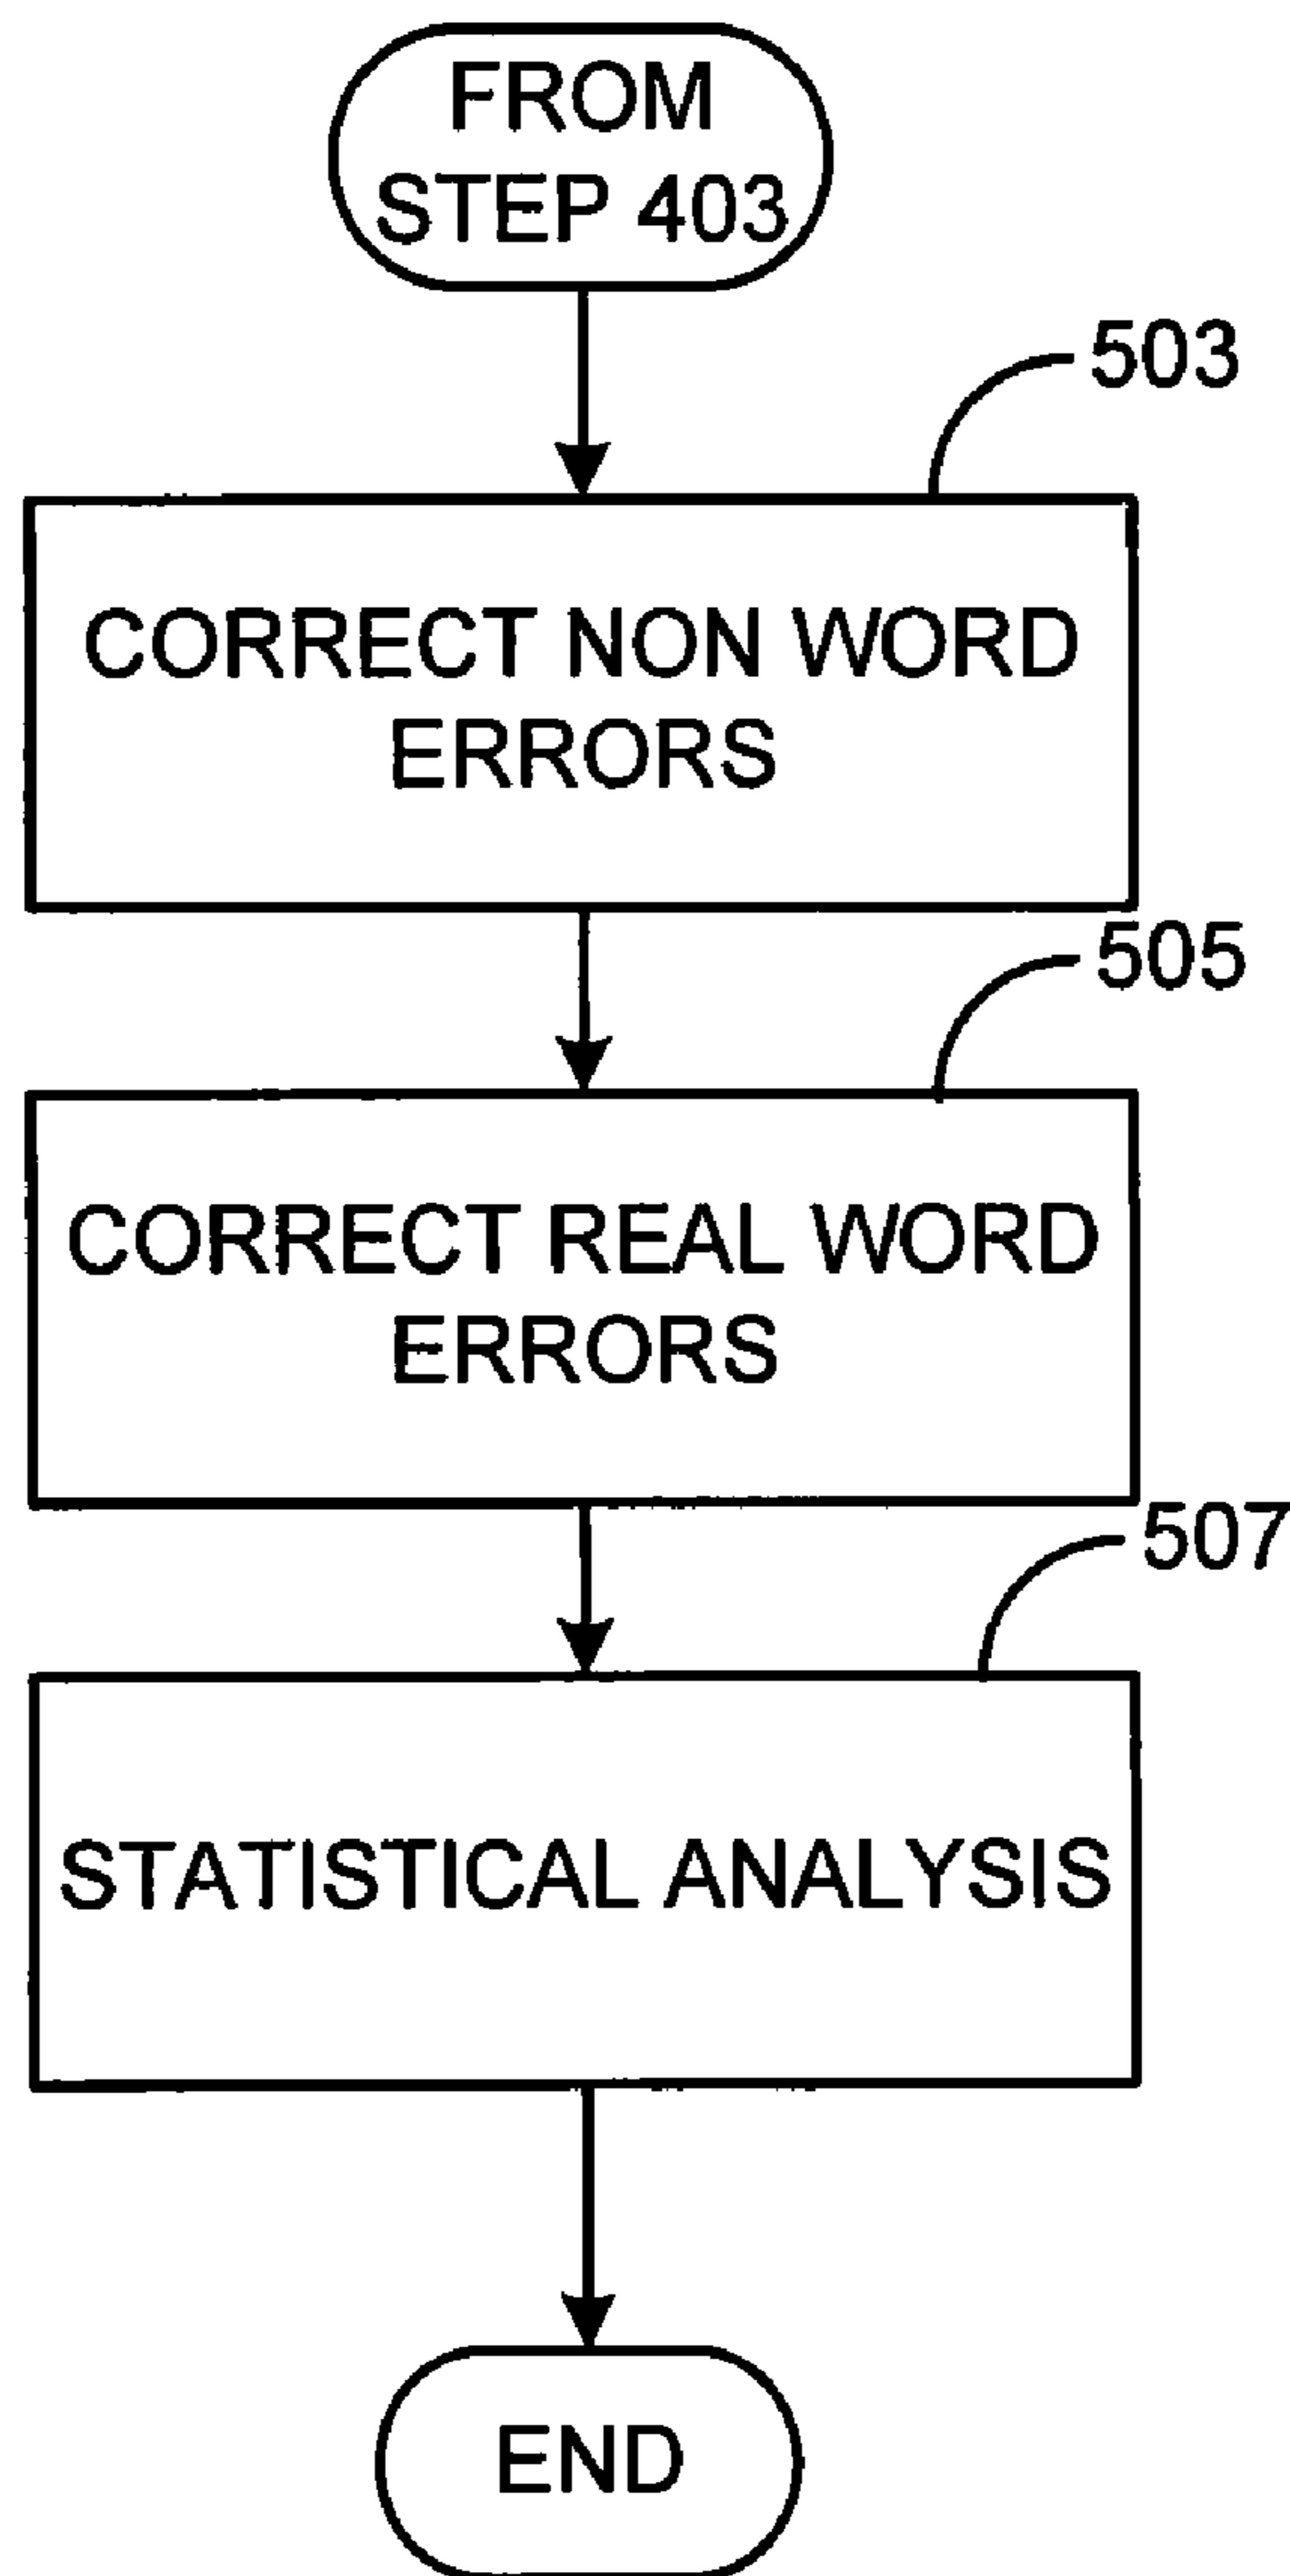 FROM
STEP 403
503
CORRECT NON WORD
ERRORS
505
CORRECT REAL WORD
ERRORS
507
STATISTICAL ANALYSIS
END